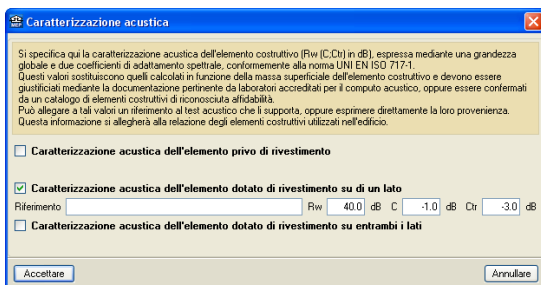 Caratterizzazione acustica
Si specifica qui la caratterizzazione acustica dell'elemento costruttivo (Rw (C;Ctr) in dB), espressa mediante una grandezza
globale e due coefficienti di adattamento spettrale, conformemente alla norma UNI EN ISO 717-1.
Questi valori sostituiscono quelli calcolati in funzione della massa superficiale dell'elemento costruttivo e devono essere
giustificati mediante la documentazione pertinente da laboratori accreditati per il computo acustico, oppure essere confermati
da un catalogo di elementi costruttivi di riconosciuta affidabilità.
Può allegare a tali valori un riferimento al test acustico che li supporta, oppure esprimere direttamente la loro provenienza.
Questa informazione si allegherà alla relazione degli elementi costruttivi utilizzati nell'edificio.
Caratterizzazione acustica dell'elemento privo di rivestimento
Caratterizzazione acustica dell'elemento dotato di rivestimento su di un lato
Riferimento Rw 40.0 dB C -1.0 dB Ctr -3.0 dB
Caratterizzazione acustica dell'elemento dotato di rivestimento su entrambi i lati
Accettare Annullare